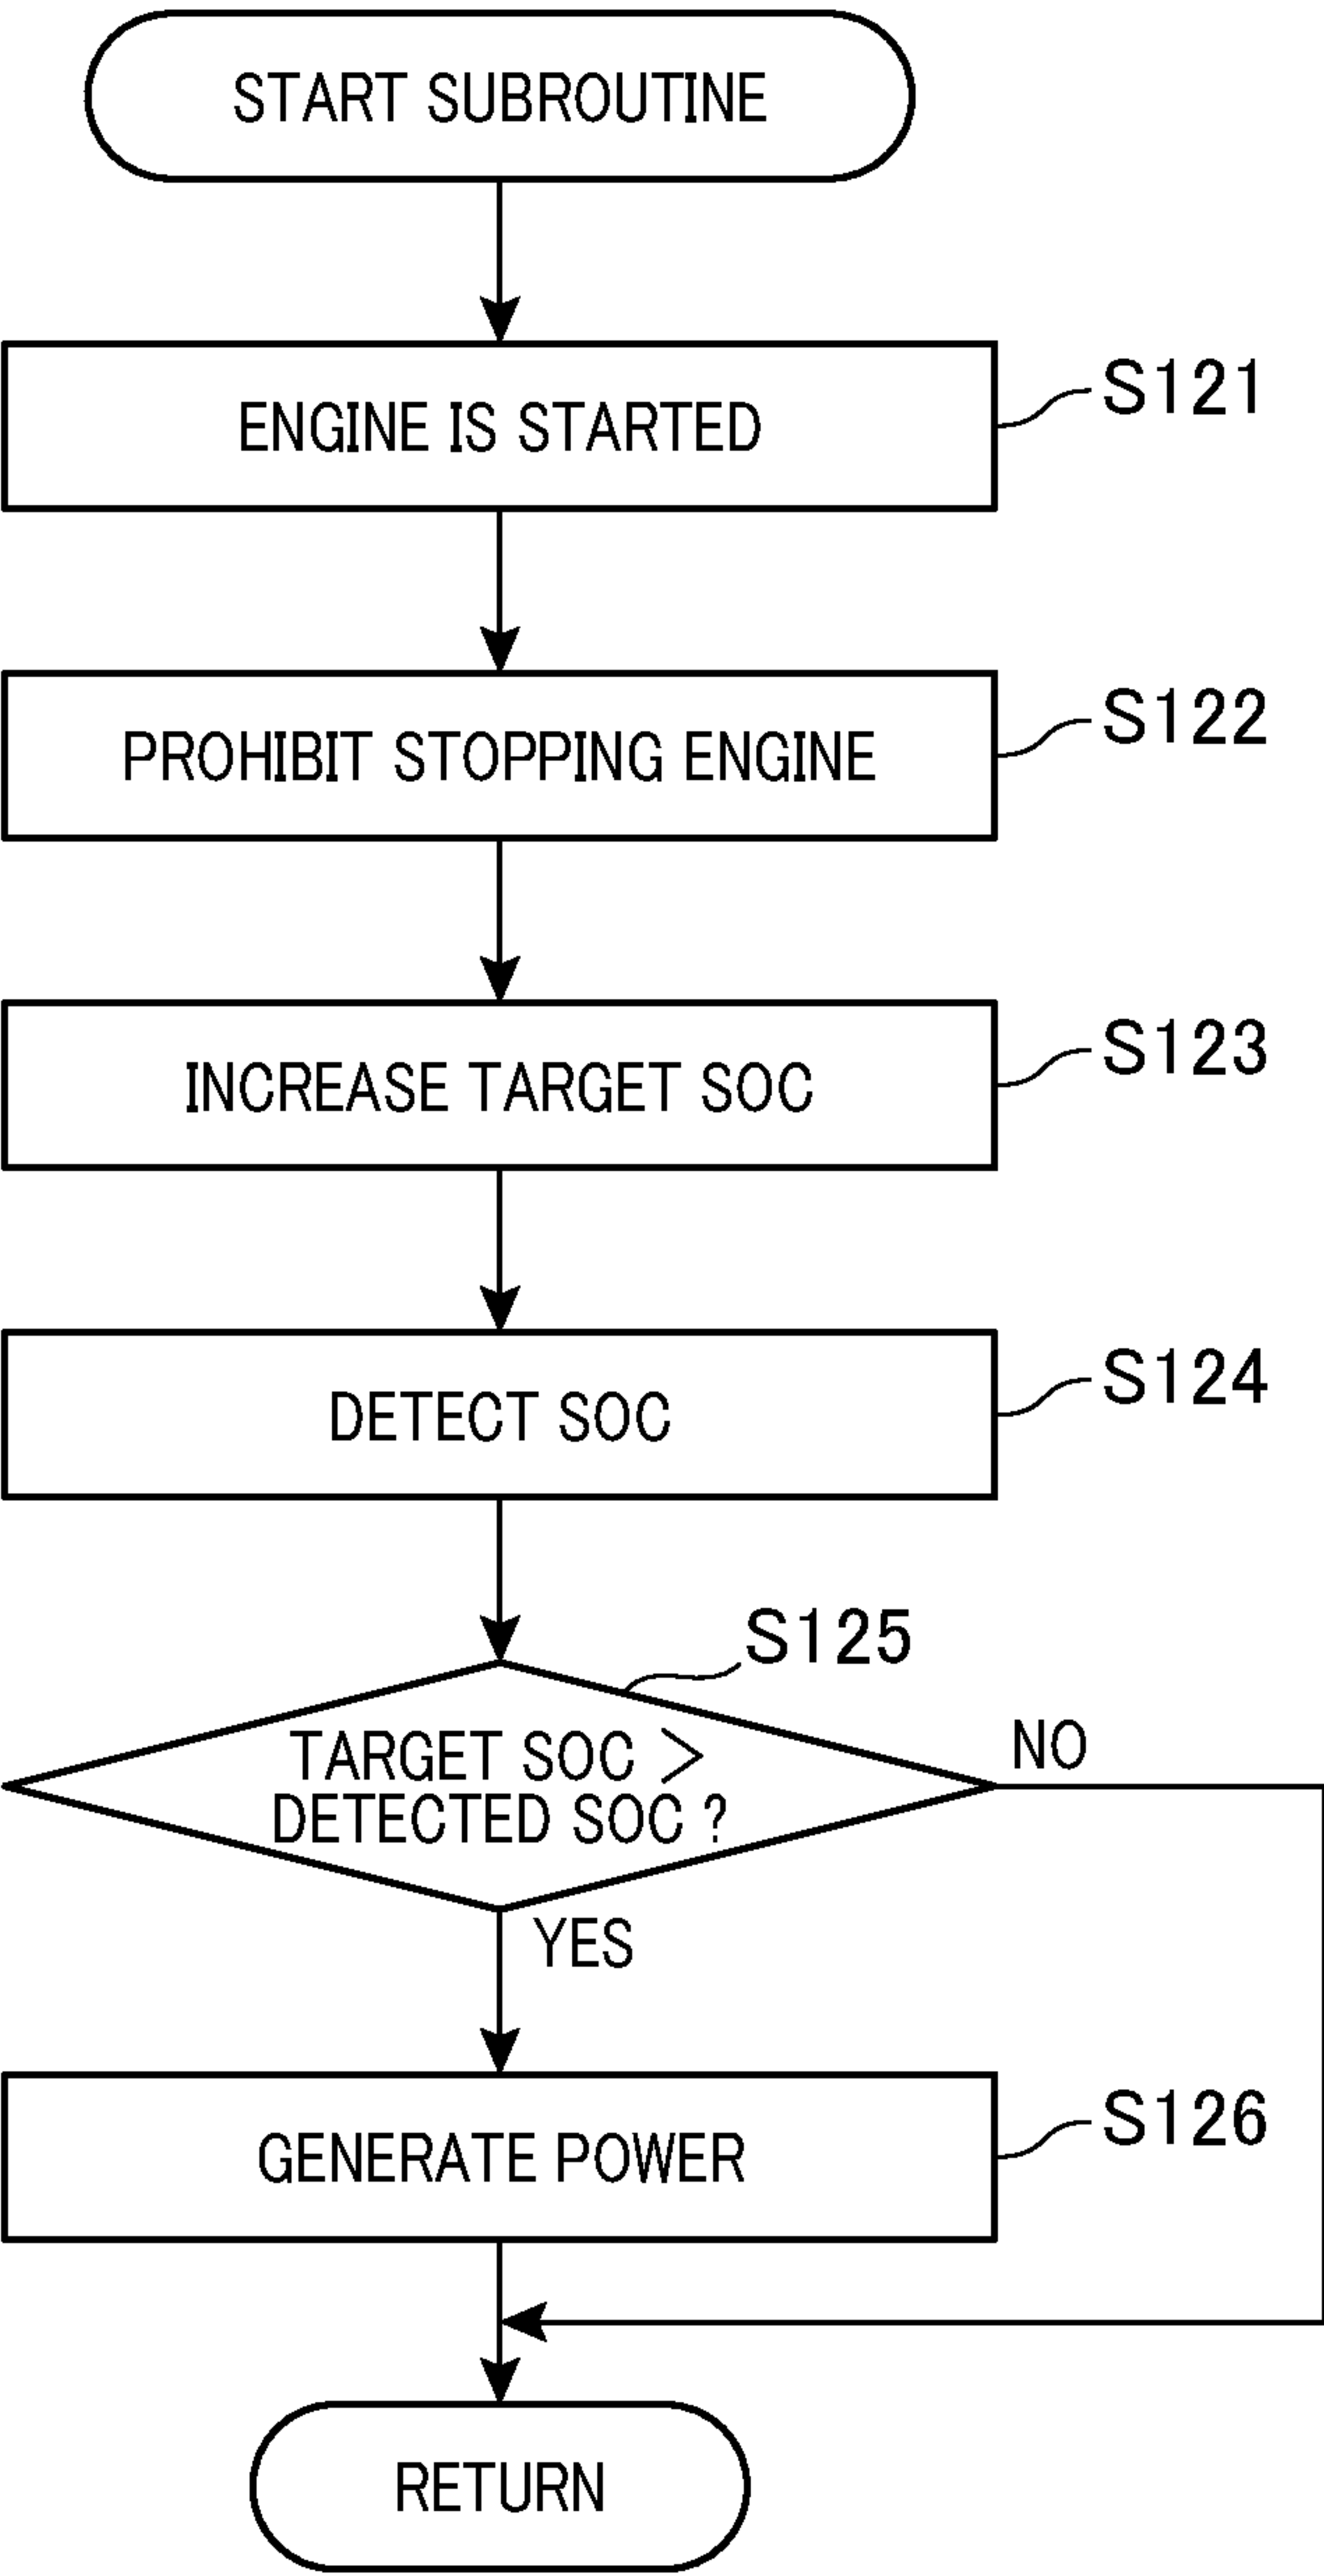 START SUBROUTINE
ENGINE IS STARTED
S121
PROHIBIT STOPPING ENGINE
S122
INCREASE TARGET SOC
S123
DETECT SOC
S124
S125
TARGET SOC >
DETECTED SOC ?
NO
YES
GENERATE POWER
S126
RETURN